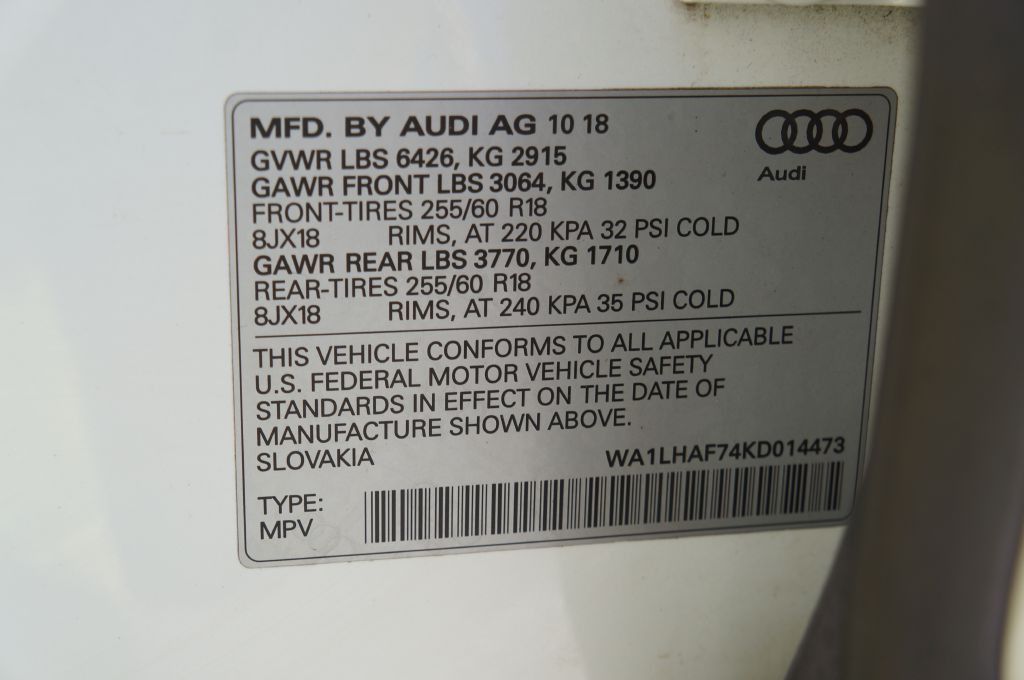 MFD. BY AUDI AG 10 18
Audi
GVWR LBS 6426, KG 2915
GAWR FRONT LBS 3064, KG 1390
FRONT-TIRES 255/60 R18
8JX18 RIMS, AT 220 KPA 32 PSI COLD
GAWR REAR LBS 3770, KG 1710
REAR-TIRES 255/60 R18
8JX18 RIMS, AT 240 KPA 35 PSI COLD
THIS VEHICLE CONFORMS TO ALL APPLICABLE
U.S. FEDERAL MOTOR VEHICLE SAFETY
STANDARDS IN EFFECT ON THE DATE OF
MANUFACTURE SHOWN ABOVE.
SLOVAKIA WA1LHAF74KD014473
TYPE:
MPV